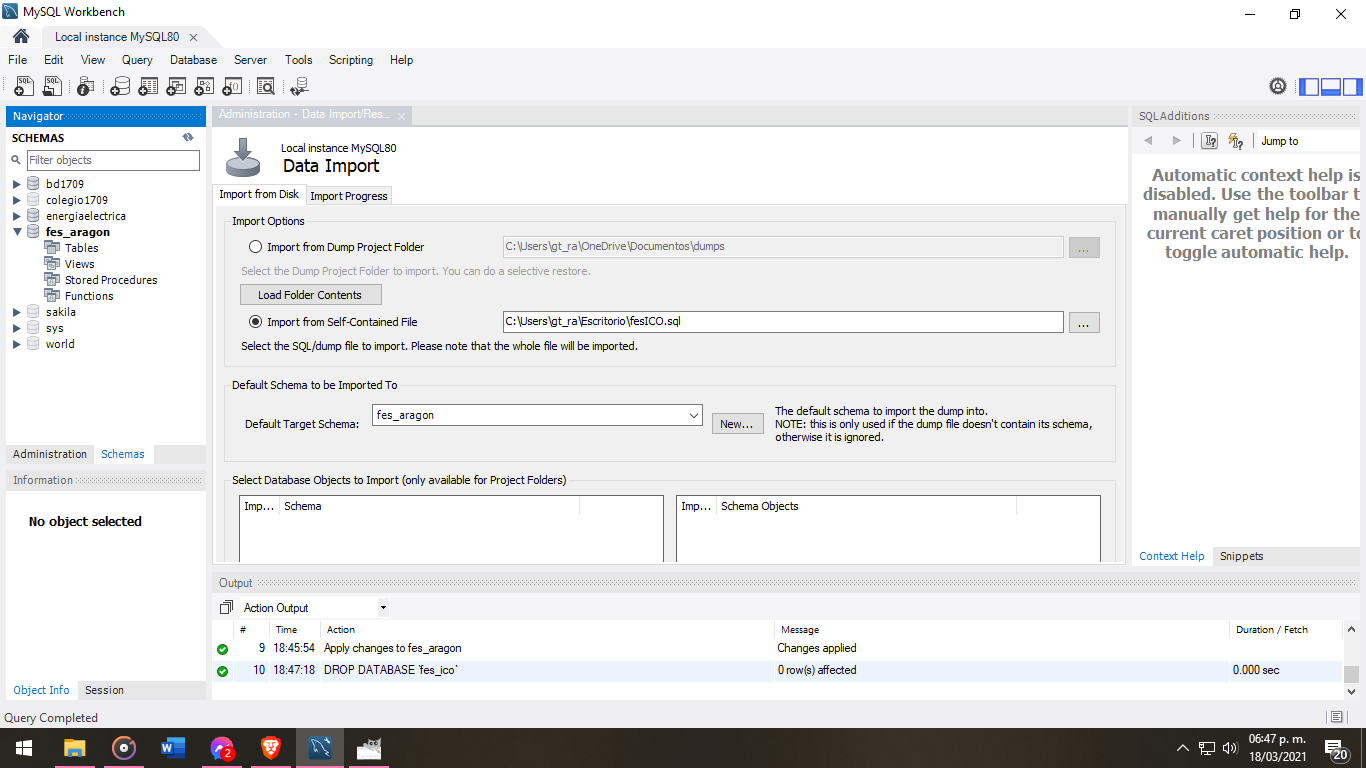 MySQL Workbench
Local instance MySQL80
File Edit View Query Database Server Tools Scripting Help
Navigator
SCHEMAS
Filter objects
bd1709
colegio1709
energiaelectrica
fes_aragon
Tables
Views
Stored Procedures
Functions
sakila
sys
world
Administration Schemas
Information
No object selected
Object Info Session
Administration - Data Import/Res...
Local instance MySQL80
Data Import
Import from Disk Import Progress
Import Options
Import from Dump Project Folder C:\Users\gt_ra\OneDrive\Documentos\dumps ...
Select the Dump Project Folder to import. You can do a selective restore.
Load Folder Contents
Import from Self-Contained File C:\Users\gt_ra\Escritorio\fesICO.sql ...
Select the SQL/dump file to import. Please note that the whole file will be imported.
Default Schema to be Imported To
Default Target Schema: fes_aragon New...
The default schema to import the dump into.
NOTE: this is only used if the dump file doesn't contain its schema,
otherwise it is ignored.
Select Database Objects to Import (only available for Project Folders)
Imp... Schema
Imp... Schema Objects
SQLAdditions
Jump to
Automatic context help is
disabled. Use the toolbar t
manually get help for the
current caret position or to
toggle automatic help.
Context Help Snippets
Output
Action Output
# Time Action Message Duration / Fetch
9 18:45:54 Apply changes to fes_aragon Changes applied
10 18:47:18 DROP DATABASE `fes_ico` 0 row(s) affected 0.000 sec
Query Completed
2
06:47 p. m.
18/03/2021
20